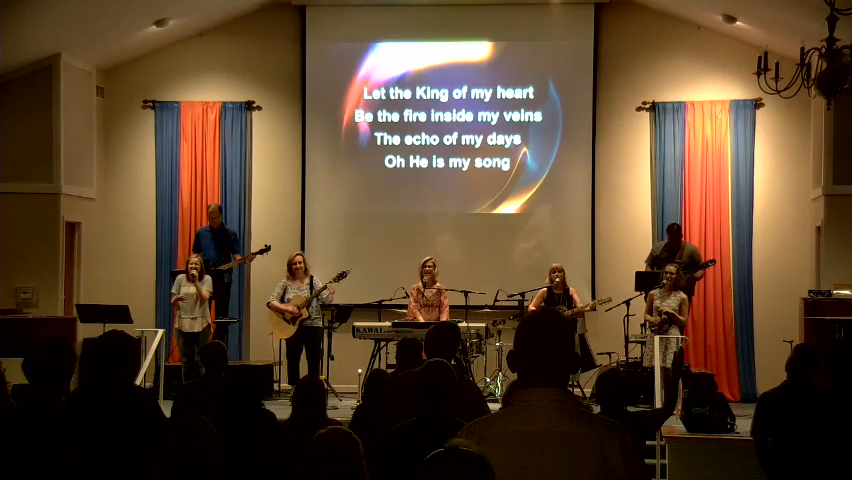 Let the King of my heart
Be the fire inside my veins
The echo of my days
Oh He is my song
KAWAI